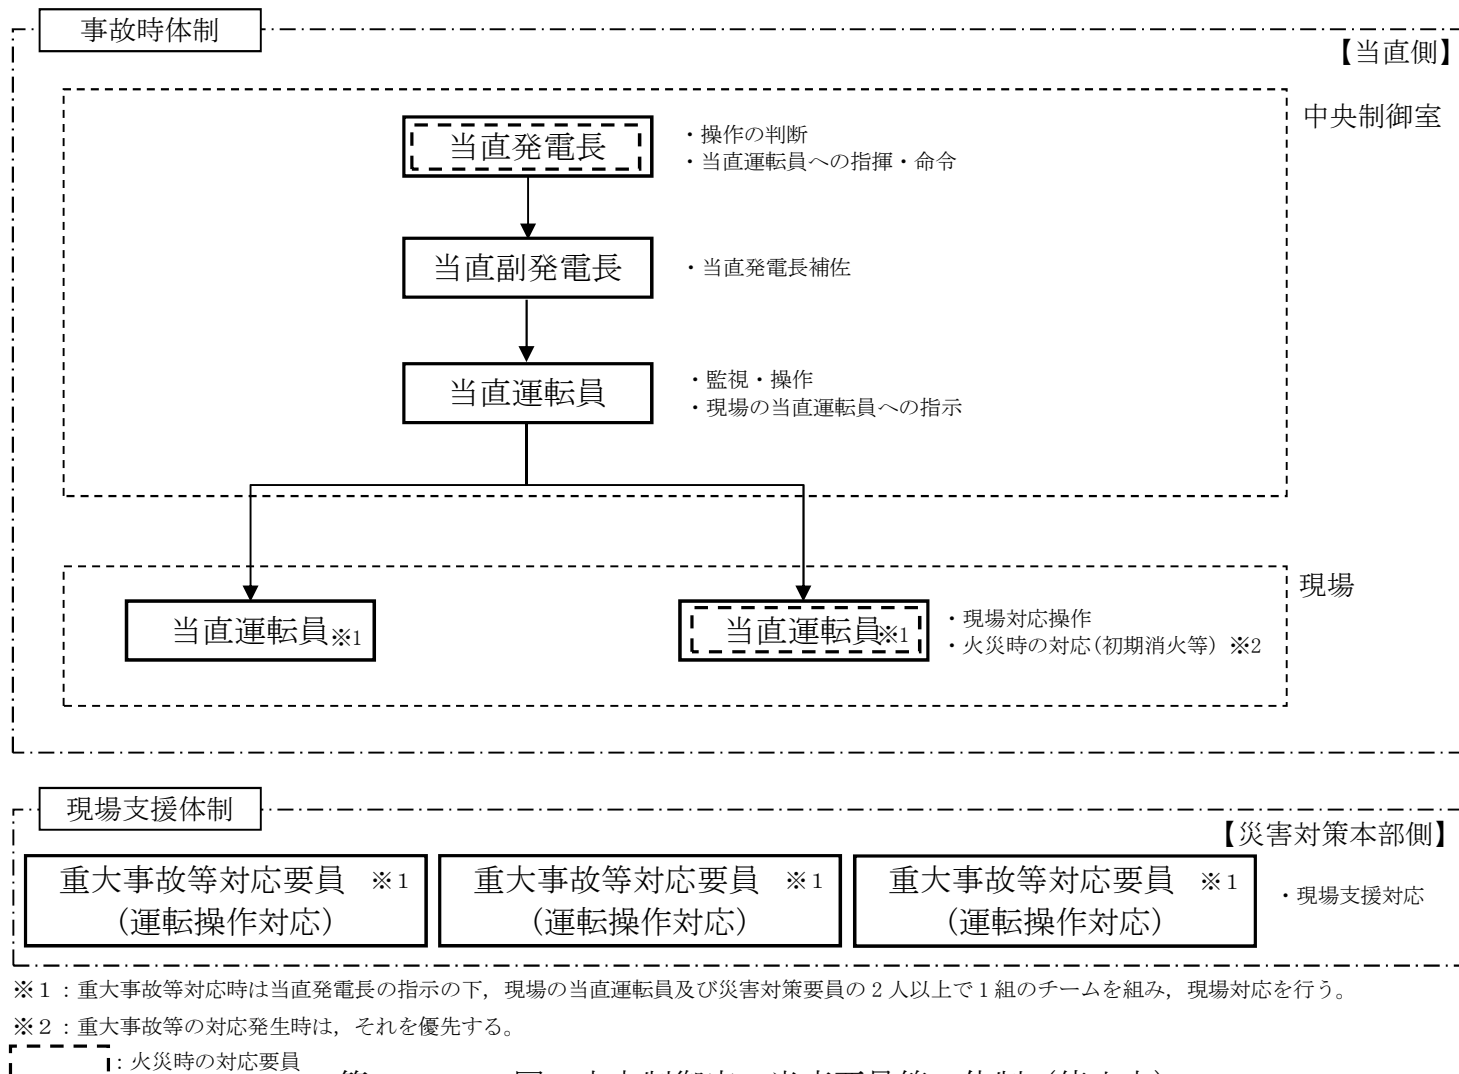 事故時体制
【当直側】
中央制御室
当直発電長
・操作の判断
・当直運転員への指揮・命令
当直副発電長
・当直発電長補佐
当直運転員
・監視・操作
・現場の当直運転員への指示
現場
当直運転員※1
当直運転員※1
・現場対応操作
・火災時の対応(初期消火等) ※2
現場支援体制
【災害対策本部側】
重大事故等対応要員 ※1
(運転操作対応)
重大事故等対応要員 ※1
(運転操作対応)
重大事故等対応要員 ※1
(運転操作対応)
・現場支援対応
※１：重大事故等対応時は当直発電長の指示の下，現場の当直運転員及び災害対策要員の２人以上で１組のチームを組み，現場対応を行う。
※２：重大事故等の対応発生時は，それを優先する。
：火災時の対応要員